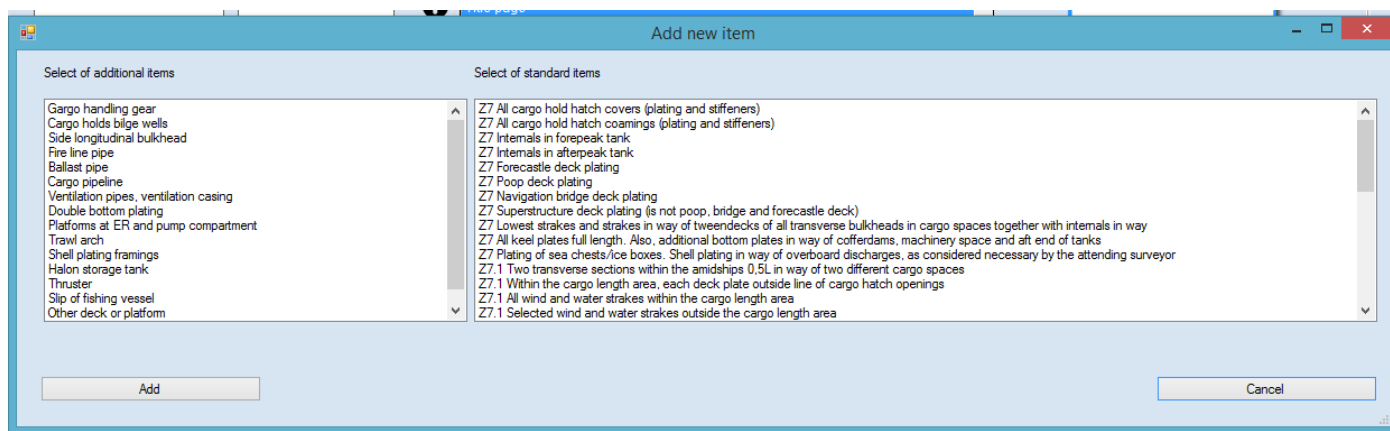 Title page
Add new item
Select of additional items
Select of standard items
Gargo handling gear
Cargo holds bilge wells
Side longitudinal bulkhead
Fire line pipe
Ballast pipe
Cargo pipeline
Ventilation pipes, ventilation casing
Double bottom plating
Platforms at ER and pump compartment
Trawl arch
Shell plating framings
Halon storage tank
Thruster
Slip of fishing vessel
Other deck or platform
Z7 All cargo hold hatch covers (plating and stiffeners)
Z7 All cargo hold hatch coamings (plating and stiffeners)
Z7 Internals in forepeak tank
Z7 Internals in afterpeak tank
Z7 Forecastle deck plating
Z7 Poop deck plating
Z7 Navigation bridge deck plating
Z7 Superstructure deck plating (is not poop, bridge and forecastle deck)
Z7 Lowest strakes and strakes in way of tweendecks of all transverse bulkheads in cargo spaces together with internals in way
Z7 All keel plates full length. Also, additional bottom plates in way of cofferdams, machinery space and aft end of tanks
Z7 Plating of sea chests/ice boxes. Shell plating in way of overboard discharges, as considered necessary by the attending surveyor
Z7.1 Two transverse sections within the amidships 0,5L in way of two different cargo spaces
Z7.1 Within the cargo length area, each deck plate outside line of cargo hatch openings
Z7.1 All wind and water strakes within the cargo length area
Z7.1 Selected wind and water strakes outside the cargo length area
Add
Cancel